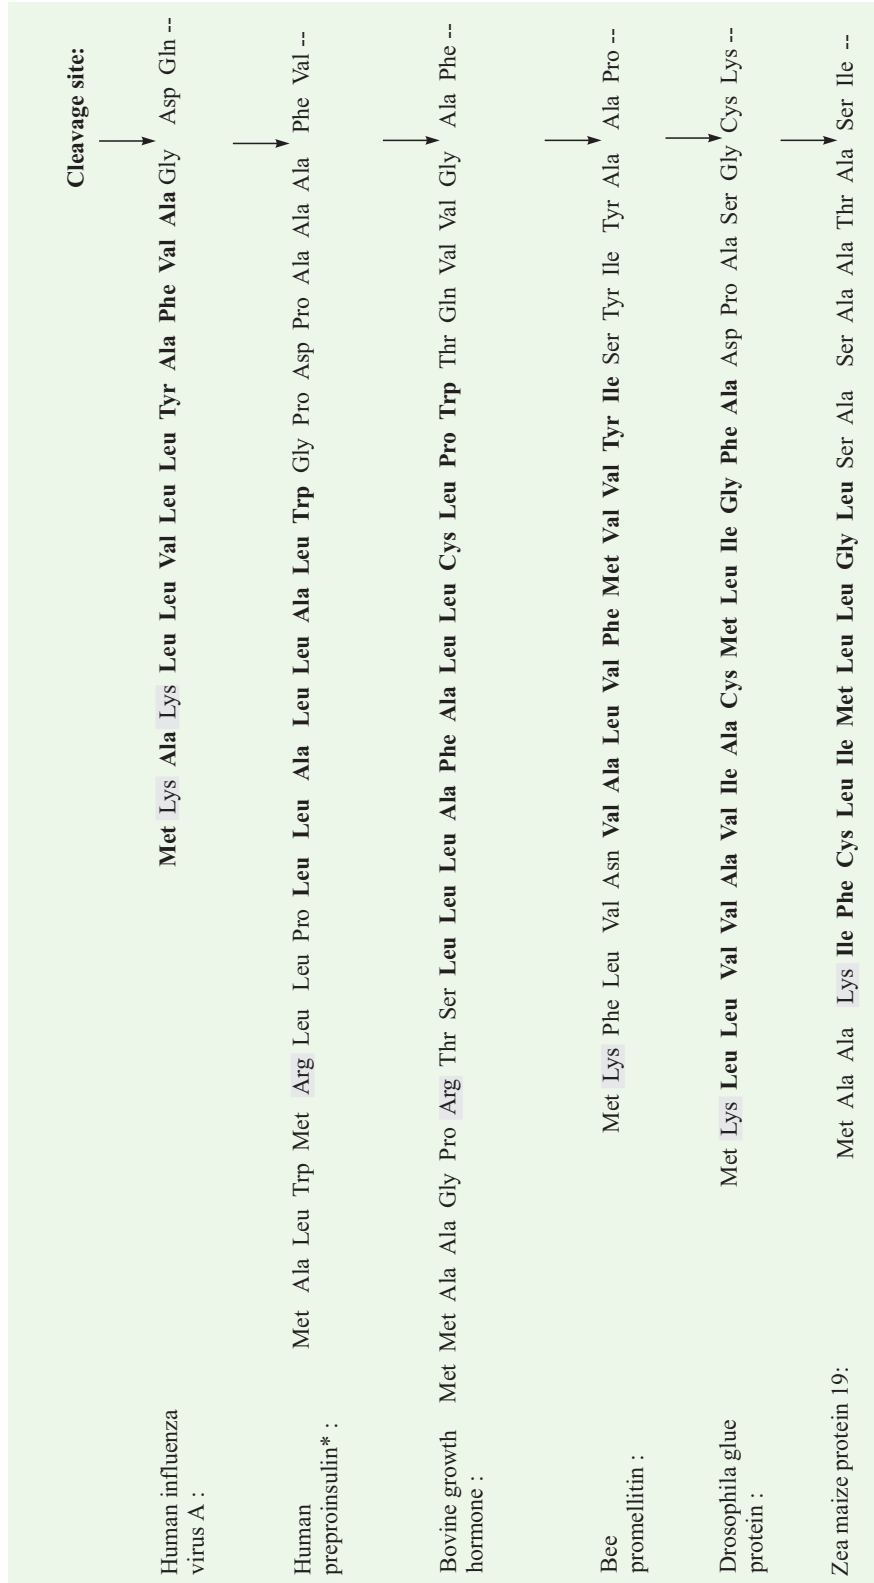 Cleavage site:
Human influenza
virus A :
Met Lys Ala Lys Leu Leu Val Leu Leu Tyr Ala Phe Val Ala Gly Asp Gln --
Human
preproinsulin* :
Met Ala Leu Trp Met Arg Leu Leu Pro Leu Leu Ala Leu Leu Ala Leu Trp Gly Pro Asp Pro Ala Ala Ala Phe Val --
Bovine growth
hormone :
Met Met Ala Ala Gly Pro Arg Thr Ser Leu Leu Leu Ala Phe Ala Leu Leu Cys Leu Pro Trp Thr Gln Val Val Gly Ala Phe --
Bee
promellitin :
Met Lys Phe Leu Val Asn Val Ala Leu Val Phe Met Val Val Tyr Ile Ser Tyr Ile Tyr Ala Ala Pro --
Drosophila glue
protein :
Met Lys Leu Leu Val Val Ala Val Ile Ala Cys Met Leu Ile Gly Phe Ala Asp Pro Ala Ser Gly Cys Lys --
Zea maize protein 19:
Met Ala Ala Lys Ile Phe Cys Leu Ile Met Leu Leu Gly Leu Ser Ala Ser Ala Ala Thr Ala Ser Ile --